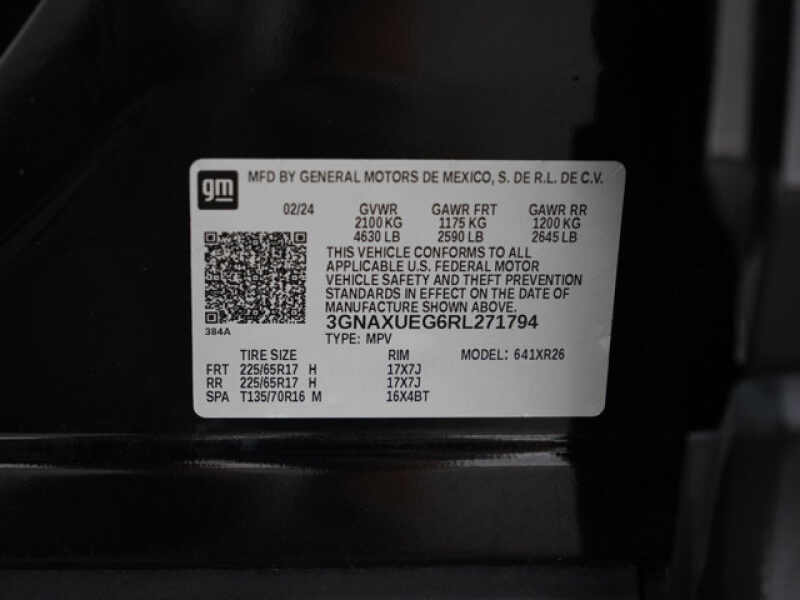 gm MFD BY GENERAL MOTORS DE MEXICO, S. DE R.L. DE C.V.
02/24 GVWR GAWR FRT GAWR RR
2100 KG 1175 KG 1200 KG
4630 LB 2590 LB 2645 LB
THIS VEHICLE CONFORMS TO ALL
APPLICABLE U.S. FEDERAL MOTOR
VEHICLE SAFETY AND THEFT PREVENTION
STANDARDS IN EFFECT ON THE DATE OF
MANUFACTURE SHOWN ABOVE.
384A
3GNAXUEG6RL271794
TYPE: MPV
TIRE SIZE RIM MODEL: 641XR26
FRT 225/65R17 H 17X7J
RR 225/65R17 H 17X7J
SPA T135/70R16 M 16X4BT